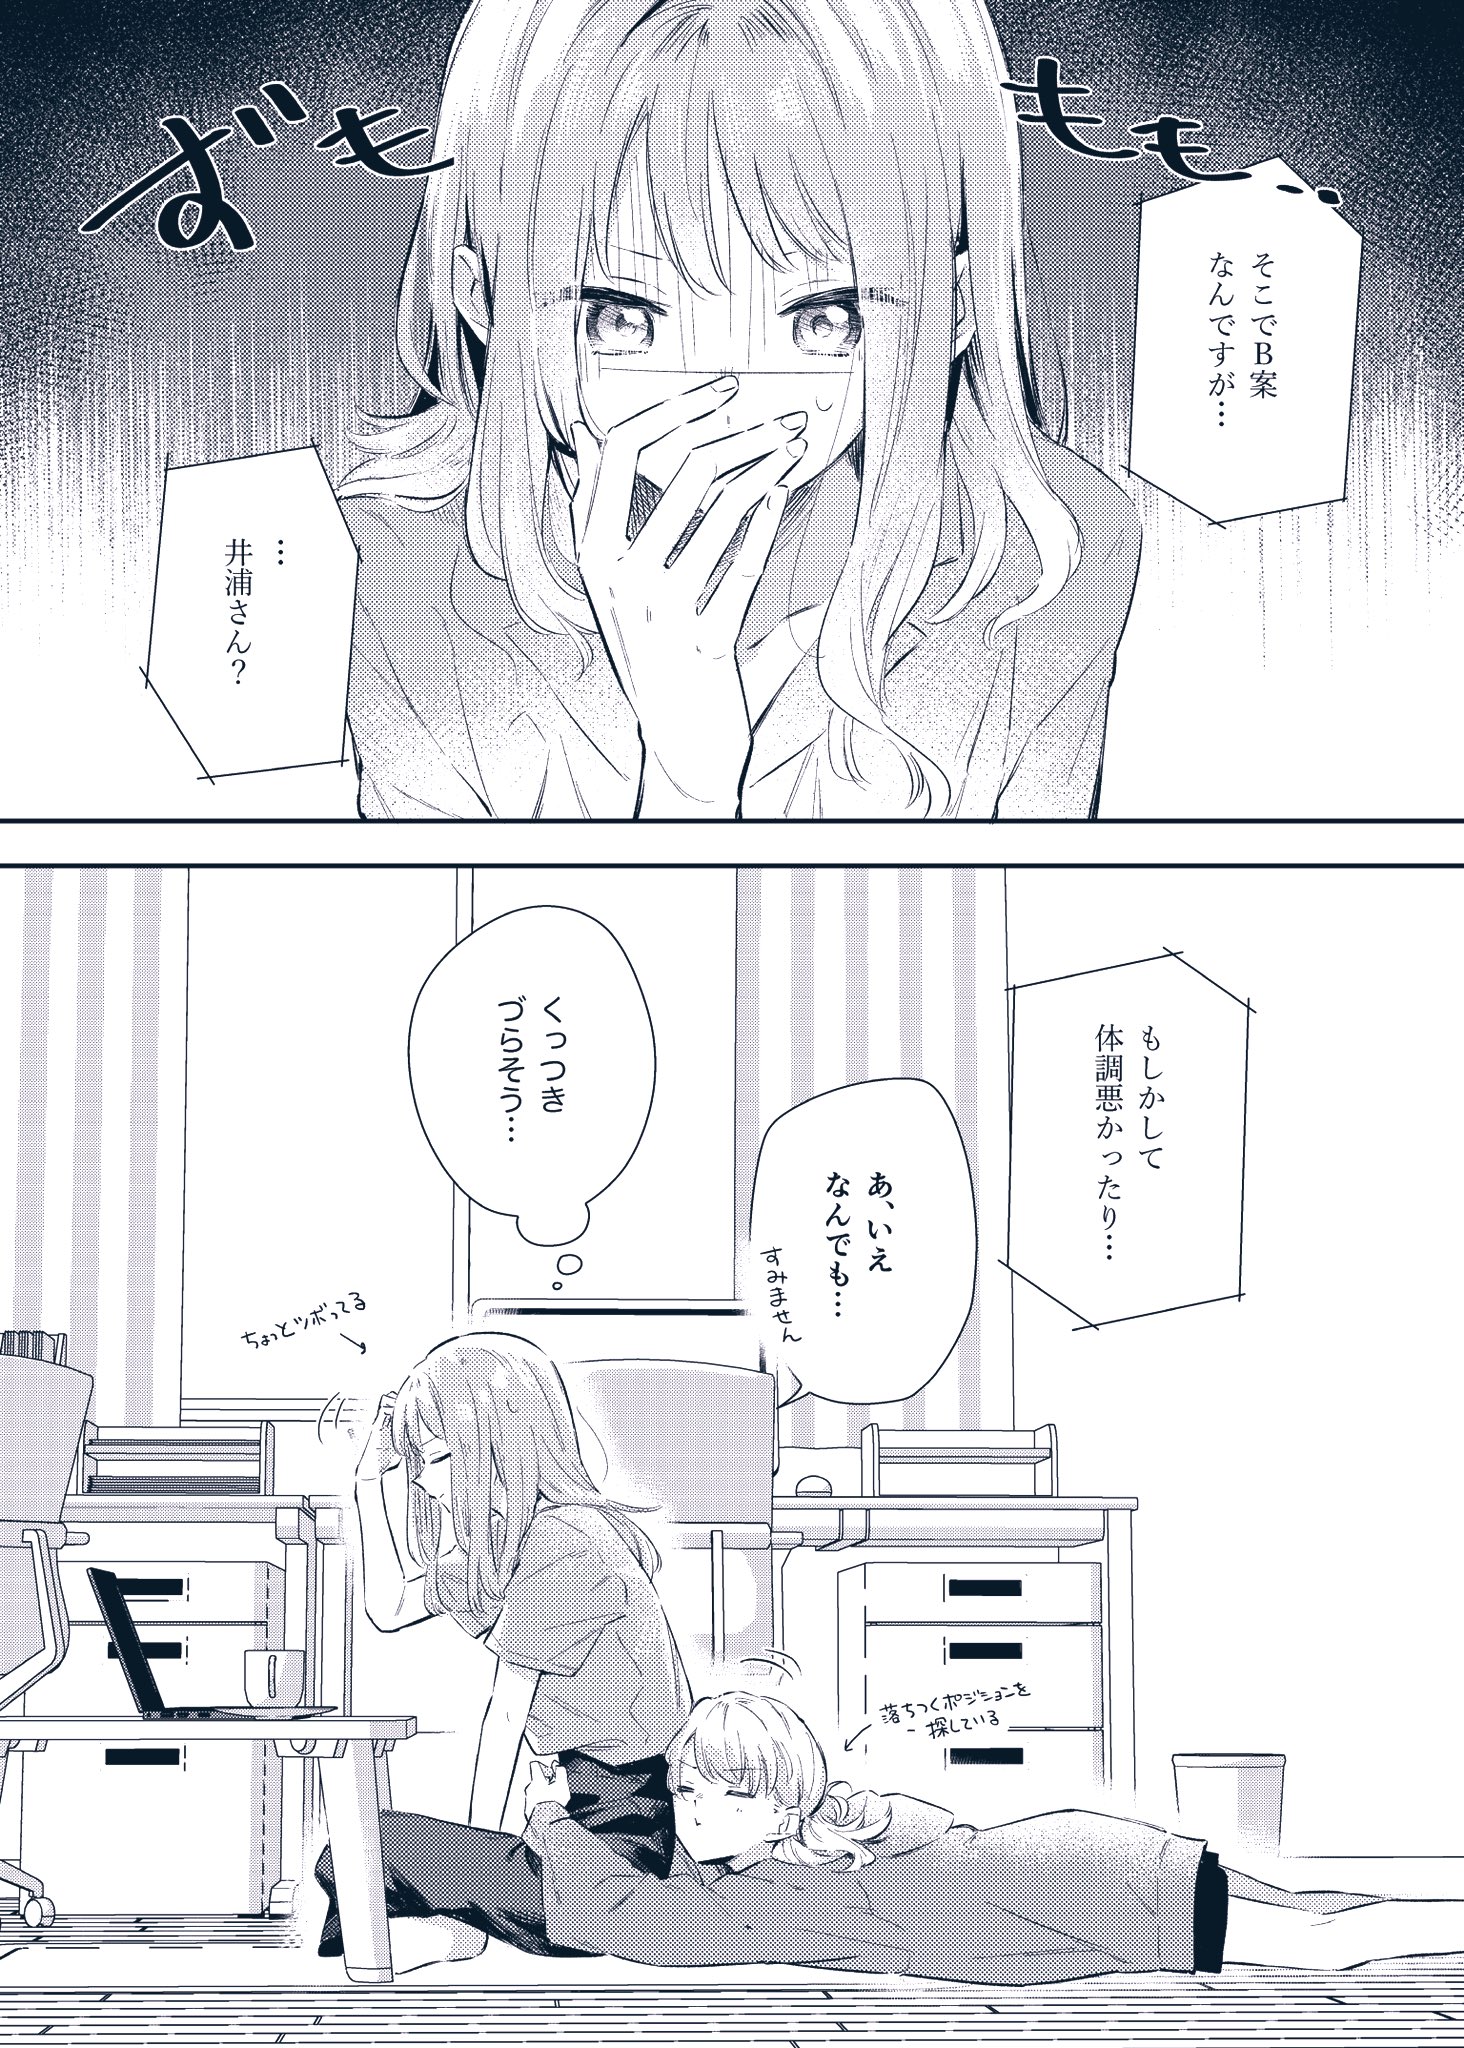 そこでB案
なんですが…
ずももも…
…
井浦さん？
もしかして
体調悪かったり…
あ、いえ
なんでも…
すみません
くっつき
づらそう…
ちょっとツボってる
落ちつくポジションを
探している